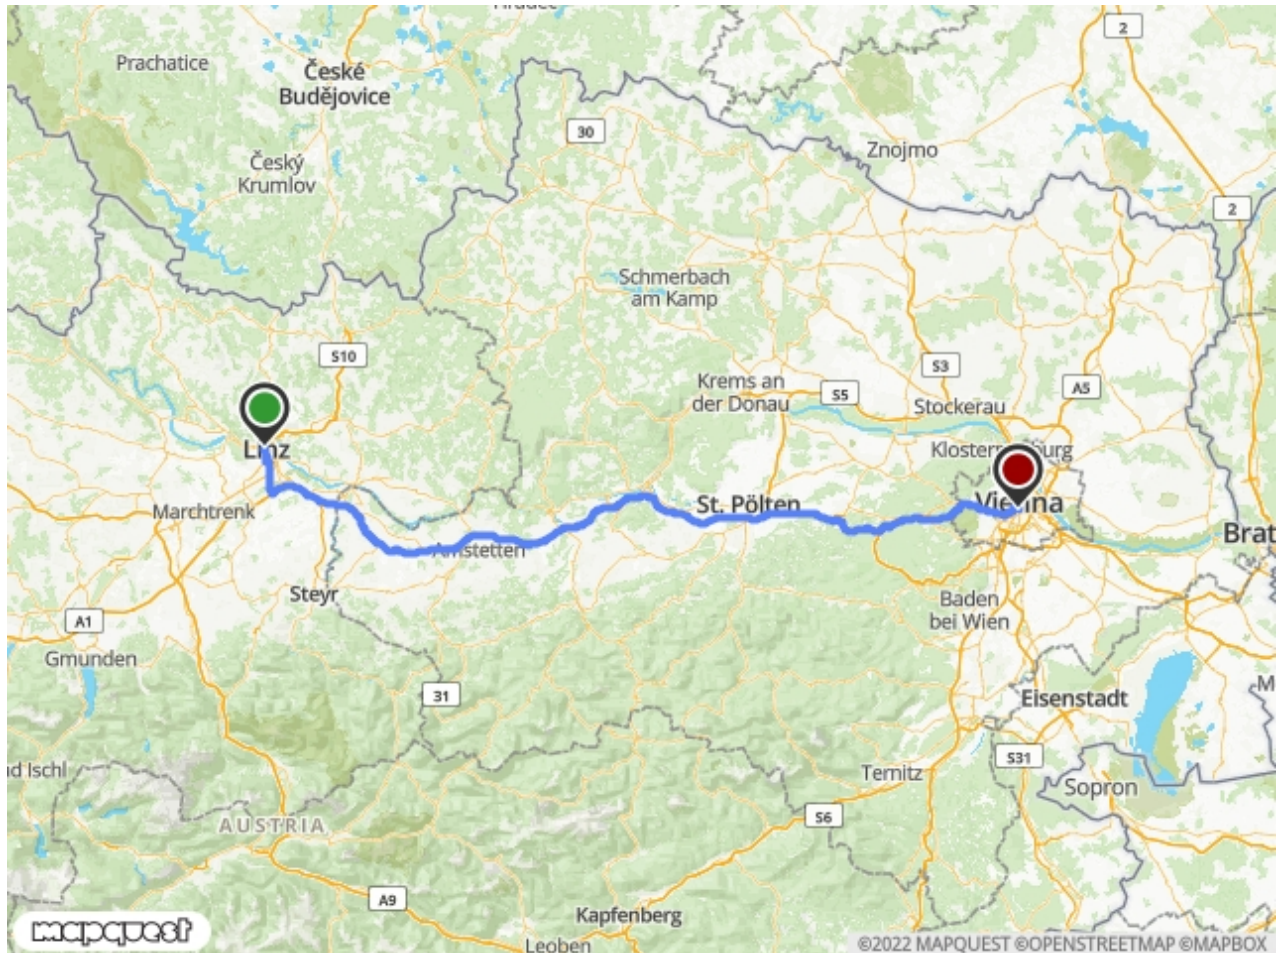 Prachatice
České
Budějovice
2
30
Znojmo
Český
Krumlov
2
Schmerbach
am Kamp
S10
S3
Krems an
der Donau
S5
A5
Stockerau
Linz
Marchtrenk
St. Pölten
Vienna
Amstetten
Steyr
Baden
bei Wien
A1
Gmunden
31
Eisenstadt
S31
Ternitz
Sopron
S6
AUSTRIA
A9
Kapfenberg
Leoben
mapquest
©2022 MAPQUEST ©OPENSTREETMAP ©MAPBOX